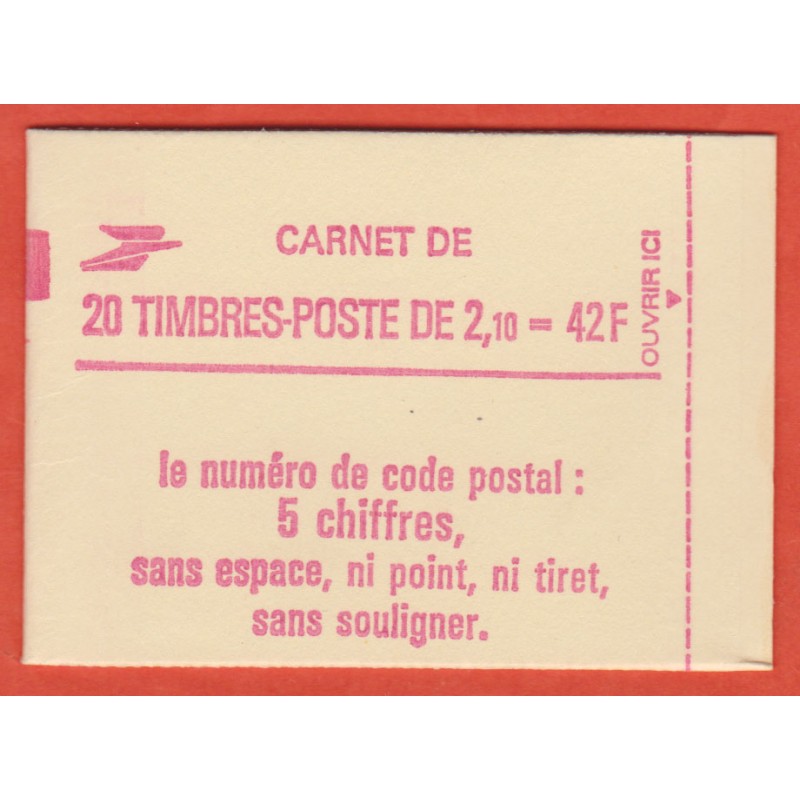 CARNET DE
20 TIMBRES-POSTE DE 2,10 = 42F
OUVRIR ICI
le numéro de code postal :
5 chiffres,
sans espace, ni point, ni tiret,
sans souligner.